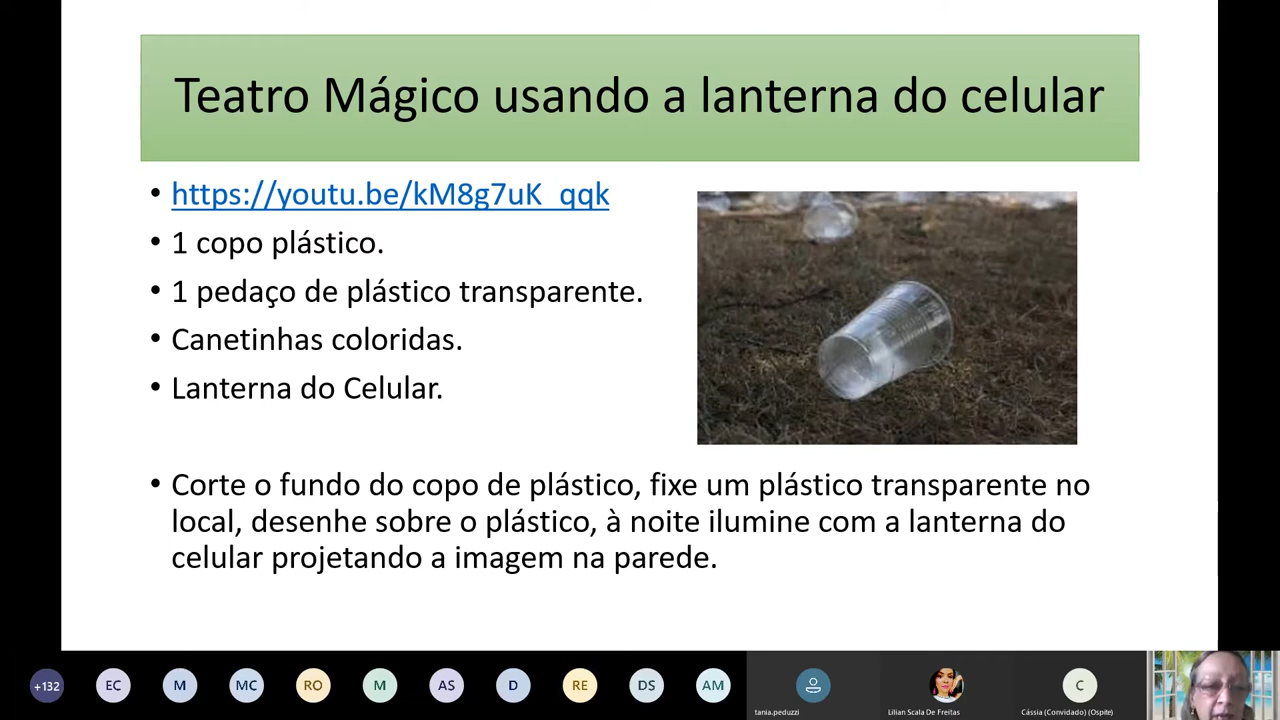 Teatro Mágico usando a lanterna do celular
• https://youtu.be/kM8g7uK_qqk
• 1 copo plástico.
• 1 pedaço de plástico transparente.
• Canetinhas coloridas.
• Lanterna do Celular.
• Corte o fundo do copo de plástico, fixe um plástico transparente no
local, desenhe sobre o plástico, à noite ilumine com a lanterna do
celular projetando a imagem na parede.
+132 EC M MC RO M AS D RE DS AM C
tania.peduzzi Lilian Scala De Freitas Cássia (Convidado) (Ospite)